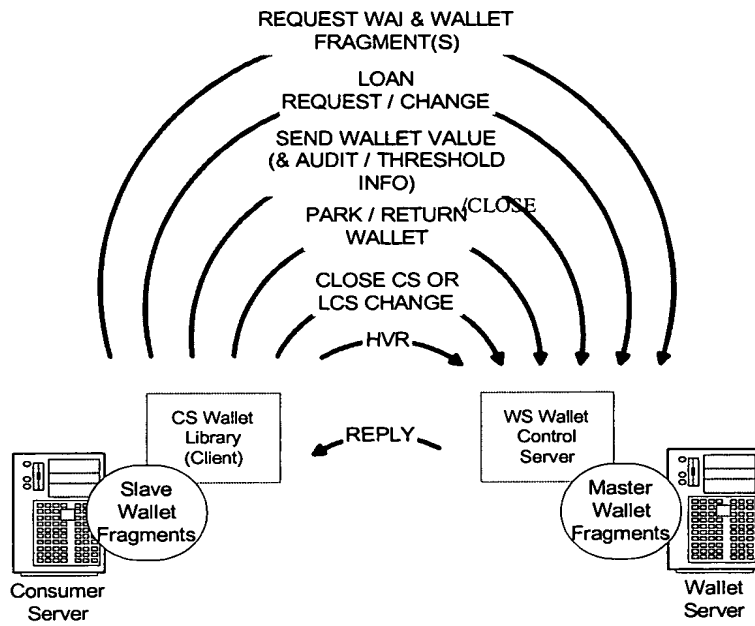 REQUEST WAI & WALLET
FRAGMENT(S)
LOAN
REQUEST / CHANGE
SEND WALLET VALUE
(& AUDIT / THRESHOLD
INFO)
PARK / RETURN /CLOSE
WALLET
CLOSE CS OR
LCS CHANGE
HVR
CS Wallet
Library
(Client)
REPLY
WS Wallet
Control
Server
Slave
Wallet
Fragments
Master
Wallet
Fragments
Consumer
Server
Wallet
Server